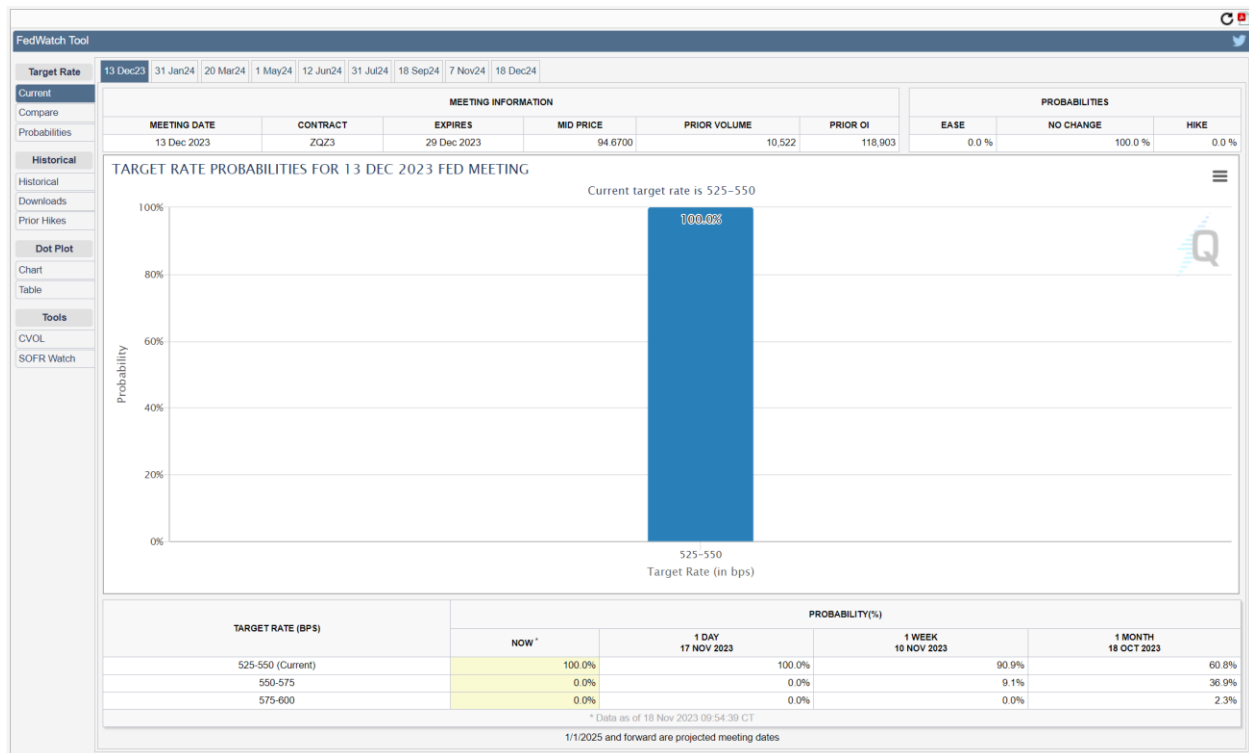 FedWatch Tool
Target Rate
Current
Compare
Probabilities
Historical
Historical
Downloads
Prior Hikes
Dot Plot
Chart
Table
Tools
CVOL
SOFR Watch
13 Dec23 31 Jan24 20 Mar24 1 May24 12 Jun24 31 Jul24 18 Sep24 7 Nov24 18 Dec24
MEETING INFORMATION
MEETING DATE CONTRACT EXPIRES MID PRICE PRIOR VOLUME PRIOR OI
13 Dec 2023 ZQZ3 29 Dec 2023 94.6700 10,522 118,903
PROBABILITIES
EASE NO CHANGE HIKE
0.0 % 100.0 % 0.0 %
TARGET RATE PROBABILITIES FOR 13 DEC 2023 FED MEETING
Current target rate is 525-550
Probability
100%
80%
60%
40%
20%
0%
100.0%
Q
525-550
Target Rate (in bps)
TARGET RATE (BPS) PROBABILITY(%)
NOW * 1 DAY 1 WEEK 1 MONTH
17 NOV 2023 10 NOV 2023 18 OCT 2023
525-550 (Current) 100.0% 100.0% 90.9% 60.8%
550-575 0.0% 0.0% 9.1% 36.9%
575-600 0.0% 0.0% 0.0% 2.3%
* Data as of 18 Nov 2023 09:54:39 CT
1/1/2025 and forward are projected meeting dates